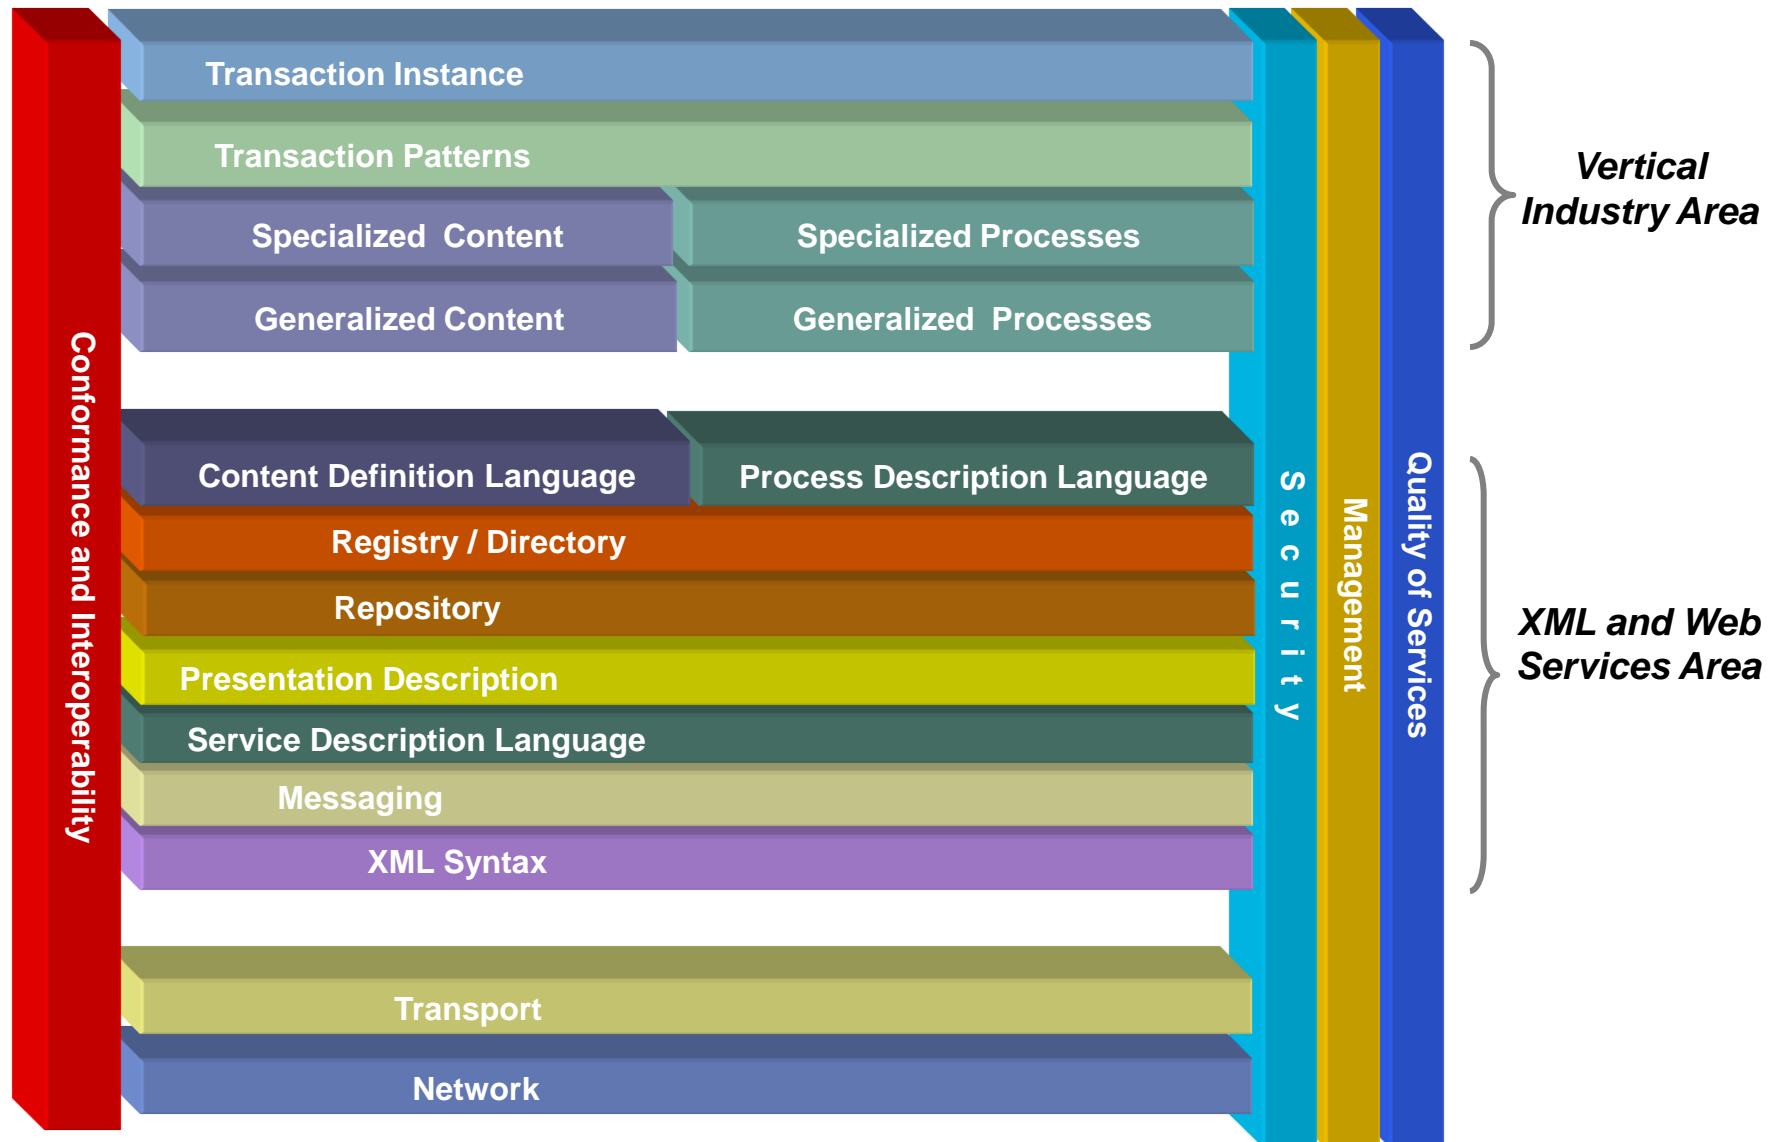 Transaction Instance
Transaction Patterns
Specialized  Content
Specialized Processes
Generalized Content
Generalized  Processes
Vertical
Industry Area
Conformance and Interoperability
Content Definition Language
Process Description Language
Registry / Directory
Repository
Presentation Description
Service Description Language
Messaging
XML Syntax
Security
Management
Quality of Services
XML and Web
Services Area
Transport
Network